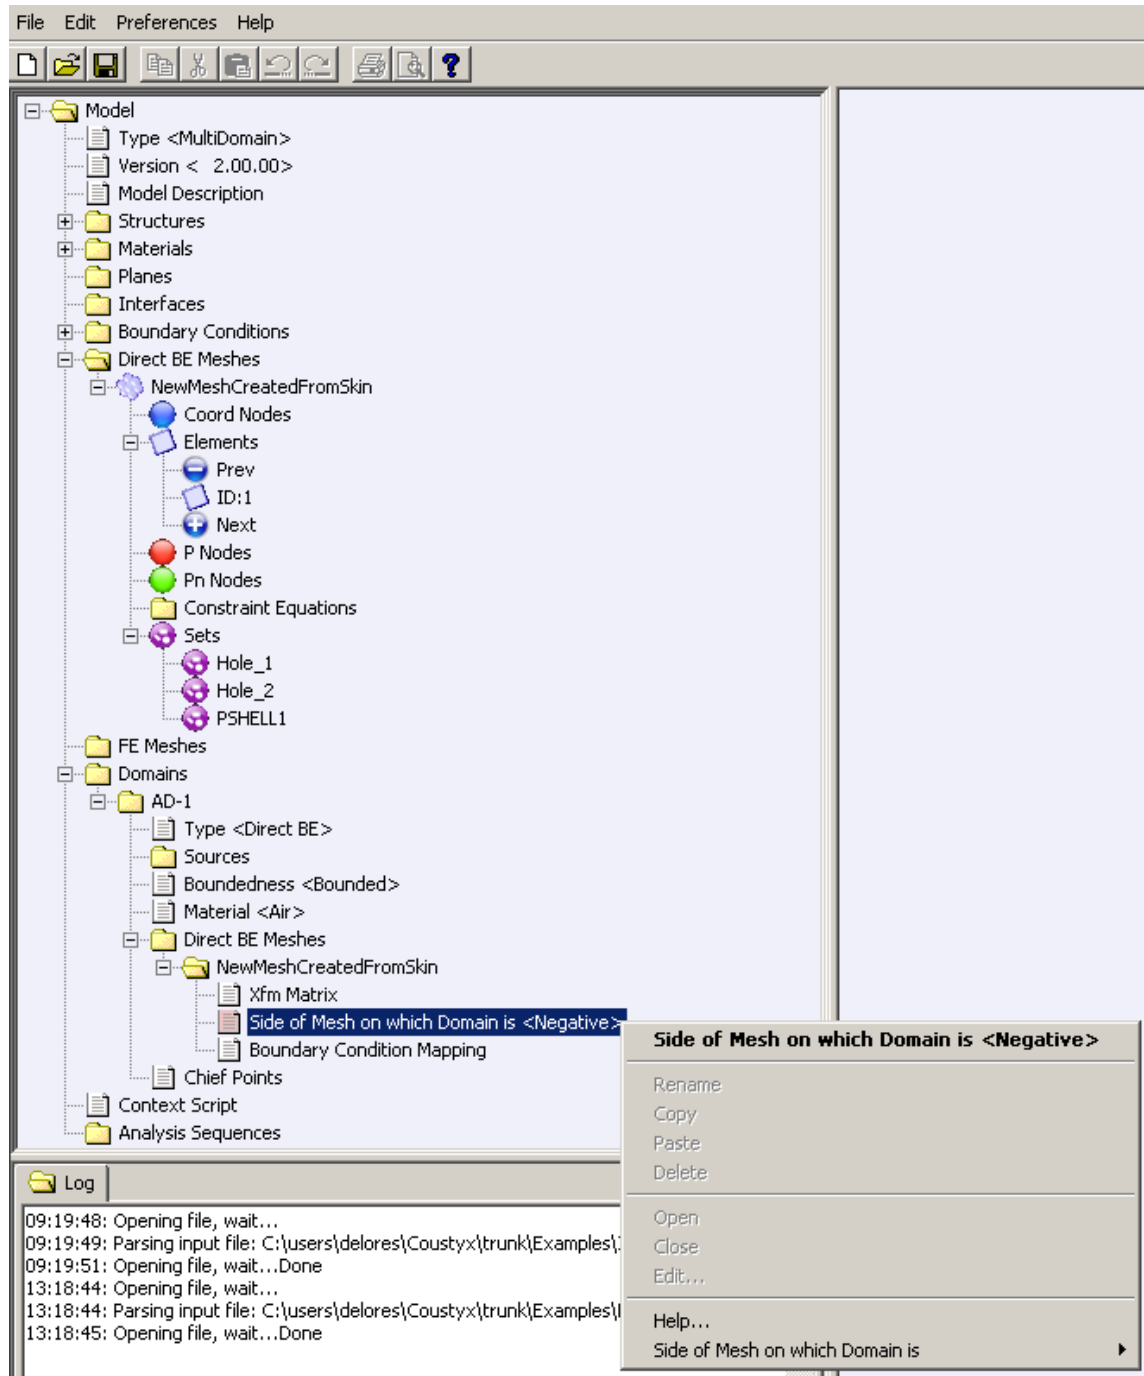 File Edit Preferences Help
Model
Type <MultiDomain>
Version < 2.00.00>
Model Description
Structures
Materials
Planes
Interfaces
Boundary Conditions
Direct BE Meshes
NewMeshCreatedFromSkin
Coord Nodes
Elements
Prev
ID:1
Next
P Nodes
Pn Nodes
Constraint Equations
Sets
Hole_1
Hole_2
PSHELL1
FE Meshes
Domains
AD-1
Type <Direct BE>
Sources
Boundedness <Bounded>
Material <Air>
Direct BE Meshes
NewMeshCreatedFromSkin
Xfm Matrix
Side of Mesh on which Domain is <Negative>
Boundary Condition Mapping
Chief Points
Context Script
Analysis Sequences
Side of Mesh on which Domain is <Negative>
Rename
Copy
Paste
Delete
Open
Close
Edit...
Help...
Side of Mesh on which Domain is
Log
09:19:48: Opening file, wait...
09:19:49: Parsing input file: C:\users\delores\Coustyx\trunk\Examples\
09:19:51: Opening file, wait...Done
13:18:44: Opening file, wait...
13:18:44: Parsing input file: C:\users\delores\Coustyx\trunk\Examples\
13:18:45: Opening file, wait...Done